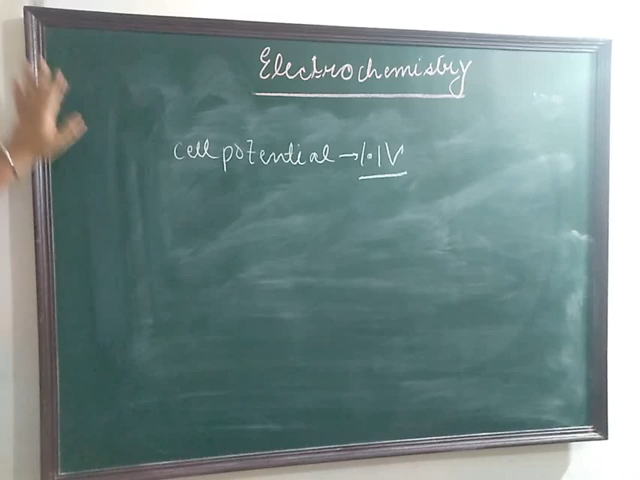 Electrochemistry
cell potential → 1.1V